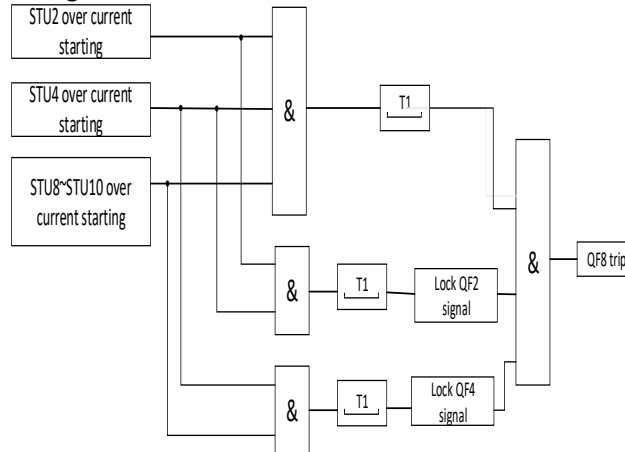 STU2 over current
starting
STU4 over current
starting
&
T1
STU8~STU10 over
current starting
&
QF8 trip
&
T1
Lock QF2
signal
&
T1
Lock QF4
signal